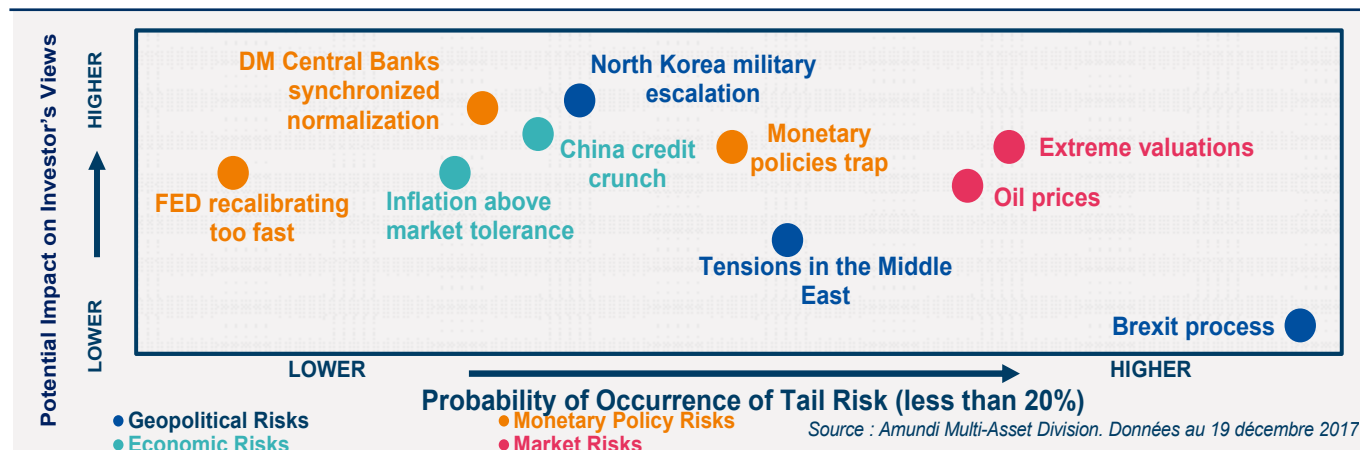 Potential Impact on Investor's Views
HIGHER
LOWER
DM Central Banks
synchronized
normalization
North Korea military
escalation
China credit
crunch
Monetary
policies trap
Extreme valuations
Oil prices
FED recalibrating
too fast
Inflation above
market tolerance
Tensions in the Middle
East
Brexit process
LOWER
HIGHER
Probability of Occurrence of Tail Risk (less than 20%)
Geopolitical Risks
Monetary Policy Risks
Economic Risks
Market Risks
Source : Amundi Multi-Asset Division. Données au 19 décembre 2017